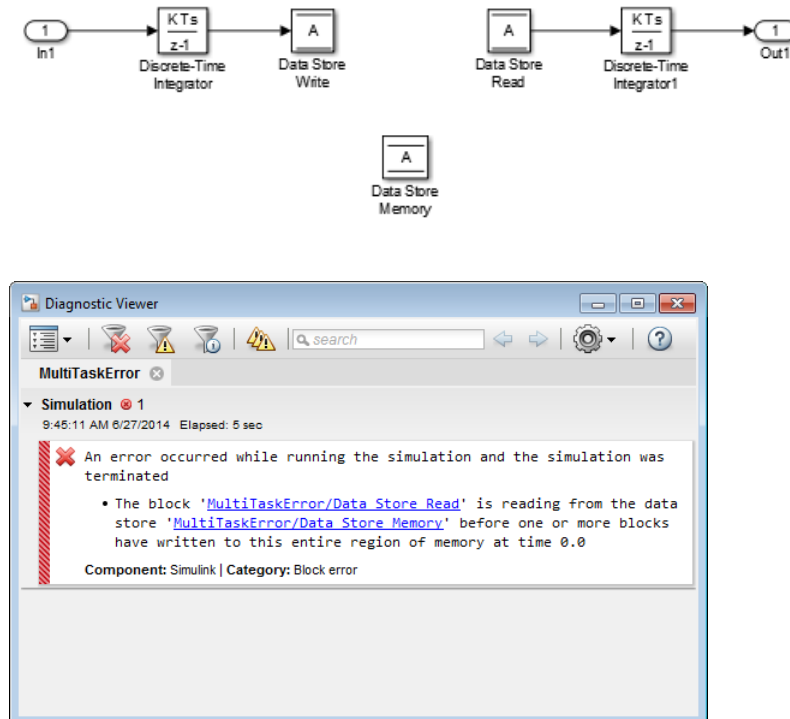 1
In1
KTs
z-1
Discrete-Time
Integrator
A
Data Store
Write
A
Data Store
Read
KTs
z-1
Discrete-Time
Integrator1
1
Out1
A
Data Store
Memory
Diagnostic Viewer
search
MultiTaskError
Simulation 1
9:45:11 AM 6/27/2014 Elapsed: 5 sec
An error occurred while running the simulation and the simulation was
terminated
• The block 'MultiTaskError/Data Store Read' is reading from the data
store 'MultiTaskError/Data Store Memory' before one or more blocks
have written to this entire region of memory at time 0.0
Component: Simulink | Category: Block error